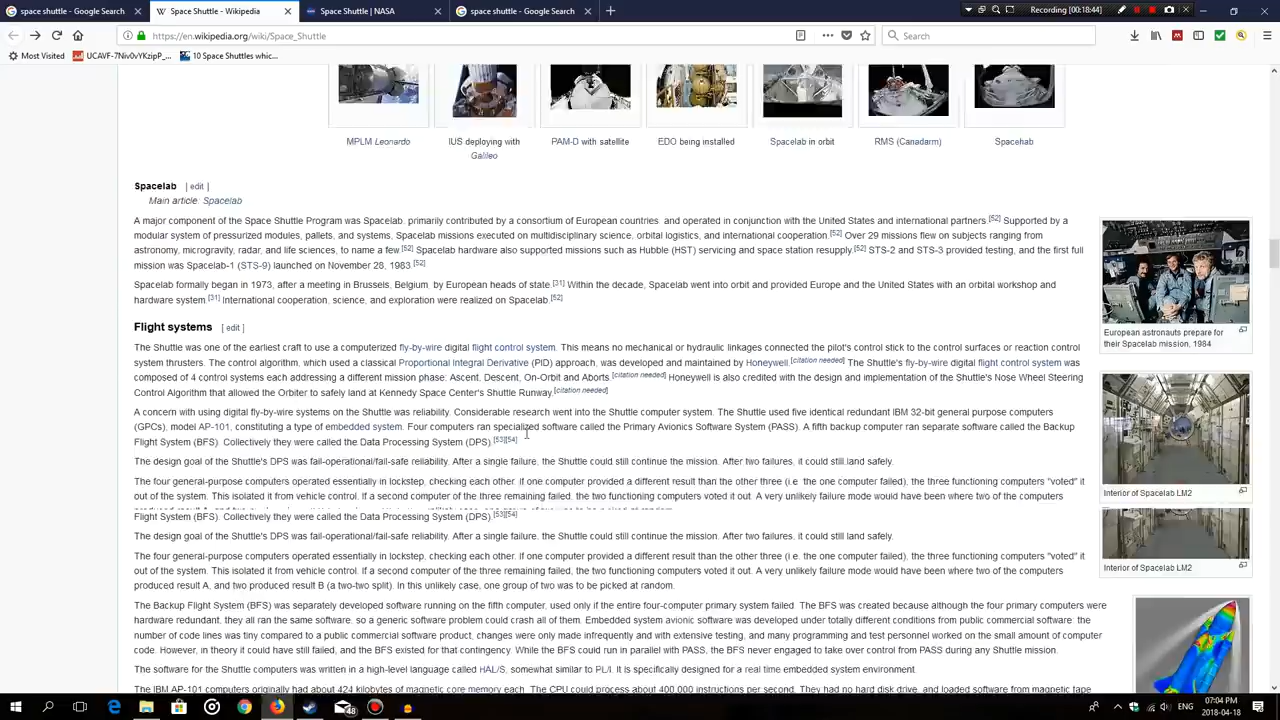 space shuttle - Google Search
Space Shuttle - Wikipedia
Space Shuttle | NASA
space shuttle - Google Search
Recording [00:18:44]
https://en.wikipedia.org/wiki/Space_Shuttle
Search
Most Visited
UCAVF-7Niv0vYKzipP_...
10 Space Shuttles whic...
MPLM Leonardo
IUS deploying with Galileo
PAM-D with satellite
EDO being installed
Spacelab in orbit
RMS (Canadarm)
Spacehab
Spacelab [ edit ]
Main article: Spacelab
A major component of the Space Shuttle Program was Spacelab, primarily contributed by a consortium of European countries, and operated in conjunction with the United States and international partners.[52] Supported by a
modular system of pressurized modules, pallets, and systems, Spacelab missions executed on multidisciplinary science, orbital logistics, and international cooperation.[52] Over 29 missions flew on subjects ranging from
astronomy, microgravity, radar, and life sciences, to name a few.[52] Spacelab hardware also supported missions such as Hubble (HST) servicing and space station resupply.[52] STS-2 and STS-3 provided testing, and the first full
mission was Spacelab-1 (STS-9) launched on November 28, 1983.[52]
Spacelab formally began in 1973, after a meeting in Brussels, Belgium, by European heads of state.[31] Within the decade, Spacelab went into orbit and provided Europe and the United States with an orbital workshop and
hardware system.[31] International cooperation, science, and exploration were realized on Spacelab.[52]
European astronauts prepare for
their Spacelab mission, 1984
Flight systems [ edit ]
The Shuttle was one of the earliest craft to use a computerized fly-by-wire digital flight control system. This means no mechanical or hydraulic linkages connected the pilot's control stick to the control surfaces or reaction control
system thrusters. The control algorithm, which used a classical Proportional Integral Derivative (PID) approach, was developed and maintained by Honeywell.[citation needed] The Shuttle's fly-by-wire digital flight control system was
composed of 4 control systems each addressing a different mission phase: Ascent, Descent, On-Orbit and Aborts.[citation needed] Honeywell is also credited with the design and implementation of the Shuttle's Nose Wheel Steering
Control Algorithm that allowed the Orbiter to safely land at Kennedy Space Center's Shuttle Runway.[citation needed]
A concern with using digital fly-by-wire systems on the Shuttle was reliability. Considerable research went into the Shuttle computer system. The Shuttle used five identical redundant IBM 32-bit general purpose computers
(GPCs), model AP-101, constituting a type of embedded system. Four computers ran specialized software called the Primary Avionics Software System (PASS). A fifth backup computer ran separate software called the Backup
Flight System (BFS). Collectively they were called the Data Processing System (DPS).[53][54]
The design goal of the Shuttle's DPS was fail-operational/fail-safe reliability. After a single failure, the Shuttle could still continue the mission. After two failures, it could still land safely.
The four general-purpose computers operated essentially in lockstep, checking each other. If one computer provided a different result than the other three (i.e. the one computer failed), the three functioning computers "voted" it
out of the system. This isolated it from vehicle control. If a second computer of the three remaining failed, the two functioning computers voted it out. A very unlikely failure mode would have been where two of the computers
Interior of Spacelab LM2
Flight System (BFS). Collectively they were called the Data Processing System (DPS).[53][54]
The design goal of the Shuttle's DPS was fail-operational/fail-safe reliability. After a single failure, the Shuttle could still continue the mission. After two failures, it could still land safely.
The four general-purpose computers operated essentially in lockstep, checking each other. If one computer provided a different result than the other three (i.e. the one computer failed), the three functioning computers "voted" it
out of the system. This isolated it from vehicle control. If a second computer of the three remaining failed, the two functioning computers voted it out. A very unlikely failure mode would have been where two of the computers
produced result A, and two produced result B (a two-two split). In this unlikely case, one group of two was to be picked at random.
Interior of Spacelab LM2
The Backup Flight System (BFS) was separately developed software running on the fifth computer, used only if the entire four-computer primary system failed. The BFS was created because although the four primary computers were
hardware redundant, they all ran the same software, so a generic software problem could crash all of them. Embedded system avionic software was developed under totally different conditions from public commercial software: the
number of code lines was tiny compared to a public commercial software product, changes were only made infrequently and with extensive testing, and many programming and test personnel worked on the small amount of computer
code. However, in theory it could have still failed, and the BFS existed for that contingency. While the BFS could run in parallel with PASS, the BFS never engaged to take over control from PASS during any Shuttle mission.
The software for the Shuttle computers was written in a high-level language called HAL/S, somewhat similar to PL/I. It is specifically designed for a real time embedded system environment.
The IBM AP-101 computers originally had about 424 kilobytes of magnetic core memory each. The CPU could process about 400,000 instructions per second. They had no hard disk drive, and loaded software from magnetic tape
48
ENG
07:04 PM
2018-04-18